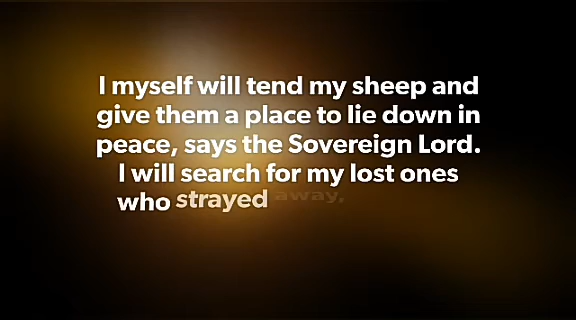 I myself will tend my sheep and
give them a place to lie down in
peace, says the Sovereign Lord.
I will search for my lost ones
who strayed away,